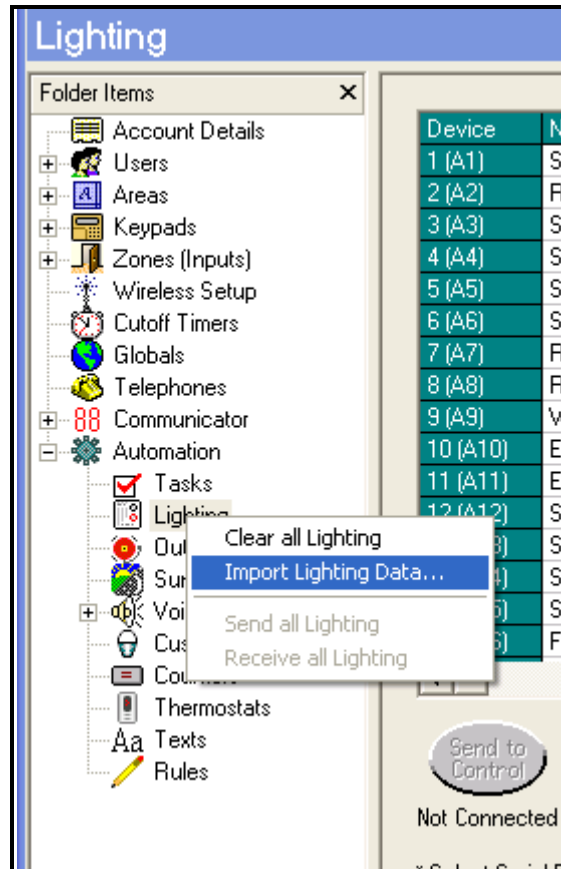 Lighting
Folder Items
Account Details
Users
Areas
Keypads
Zones (Inputs)
Wireless Setup
Cutoff Timers
Globals
Telephones
88 Communicator
Automation
Tasks
Lighting
Thermostats
Aa Texts
Rules
Clear all Lighting
Import Lighting Data...
Send all Lighting
Receive all Lighting
Device
1 (A1)
2 (A2)
3 (A3)
4 (A4)
5 (A5)
6 (A6)
7 (A7)
8 (A8)
9 (A9)
10 (A10)
11 (A11)
12 (A12)
Send to
Control
Not Connected